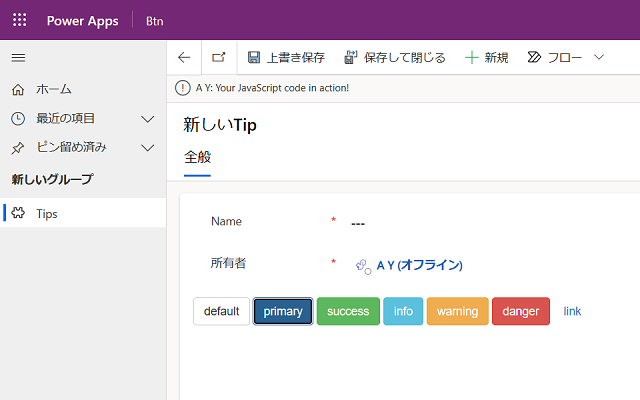 Power Apps Btn
上書き保存 保存して閉じる 新規 フロー
A Y: Your JavaScript code in action!
ホーム
最近の項目
ピン留め済み
新しいグループ
Tips
新しいTip
全般
Name * ---
所有者 * A Y (オフライン)
default primary success info warning danger link